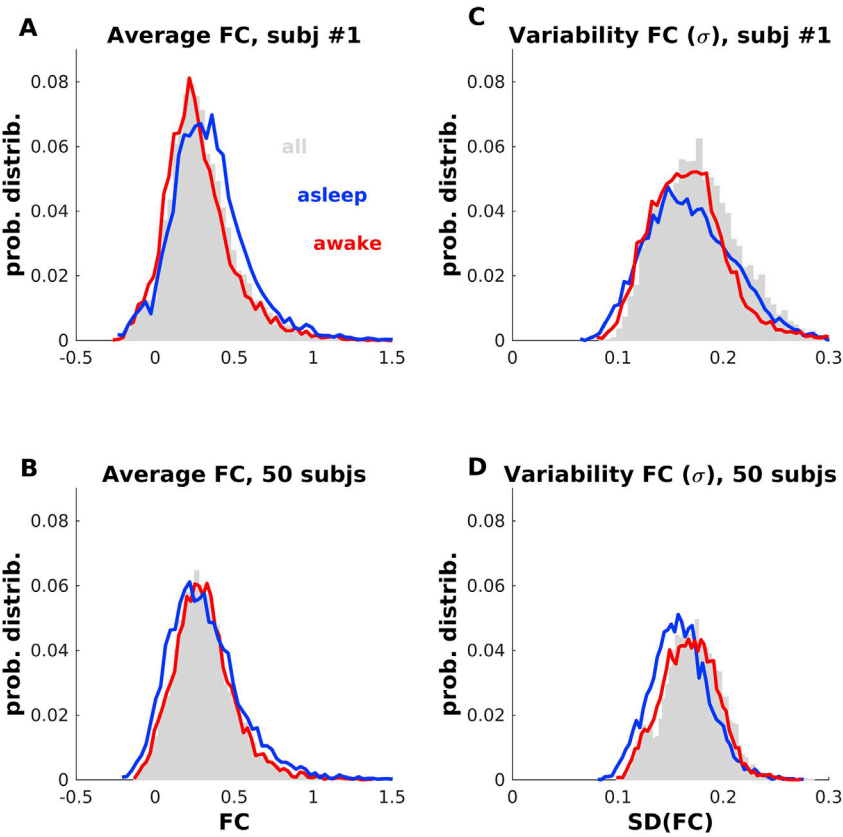 A
Average FC, subj #1
prob. distrib.
0.08
0.06
0.04
0.02
0
-0.5
0
0.5
1
1.5
all
asleep
awake
C
Variability FC (σ), subj #1
prob. distrib.
0.08
0.06
0.04
0.02
0
0
0.1
0.2
0.3
B
Average FC, 50 subjs
prob. distrib.
0.08
0.06
0.04
0.02
0
-0.5
0
0.5
1
1.5
FC
D
Variability FC (σ), 50 subjs
prob. distrib.
0.08
0.06
0.04
0.02
0
0
0.1
0.2
0.3
SD(FC)